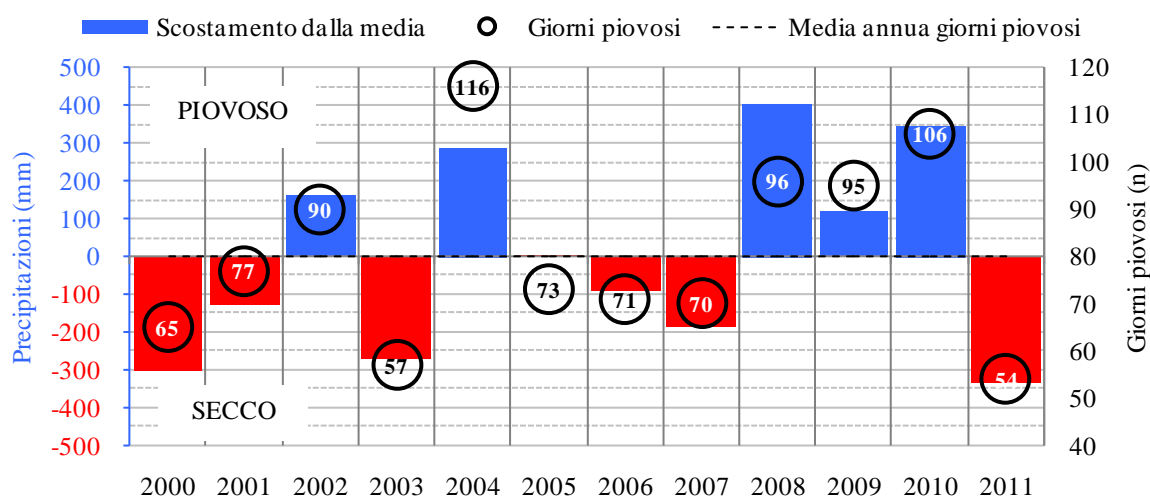 Scostamento dalla media Giorni piovosi Media annua giorni piovosi
500 120
400 110
300 100
200
100 90
0 80
-100 70
-200 60
-300
-400 50
-500 40
Precipitazioni (mm)
Giorni piovosi (n)
PIOVOSO
SECCO
65 77 90 57 116 73 71 70 96 95 106 54
2000 2001 2002 2003 2004 2005 2006 2007 2008 2009 2010 2011